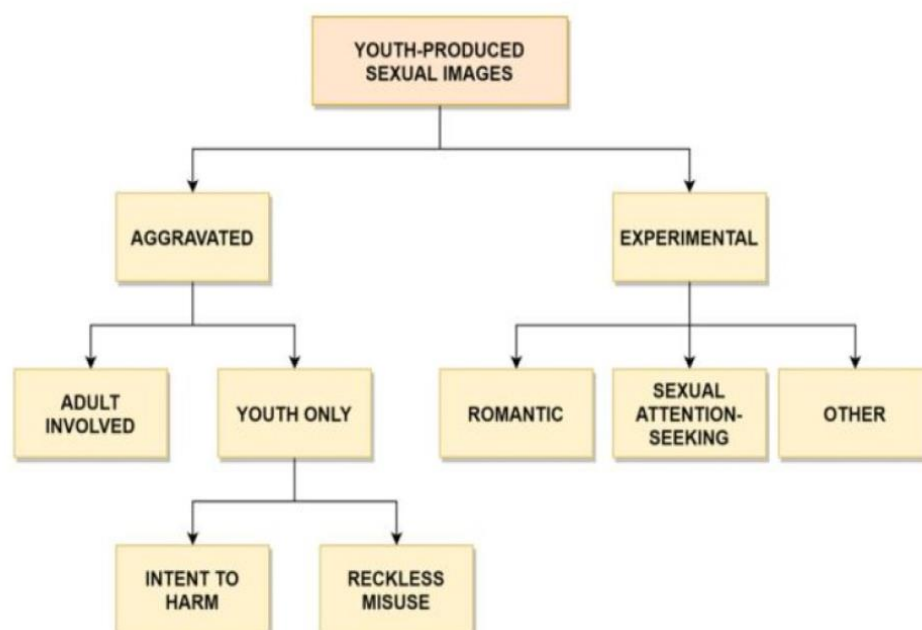 YOUTH-PRODUCED
SEXUAL IMAGES
AGGRAVATED
EXPERIMENTAL
ADULT
INVOLVED
YOUTH ONLY
ROMANTIC
SEXUAL
ATTENTION-
SEEKING
OTHER
INTENT TO
HARM
RECKLESS
MISUSE